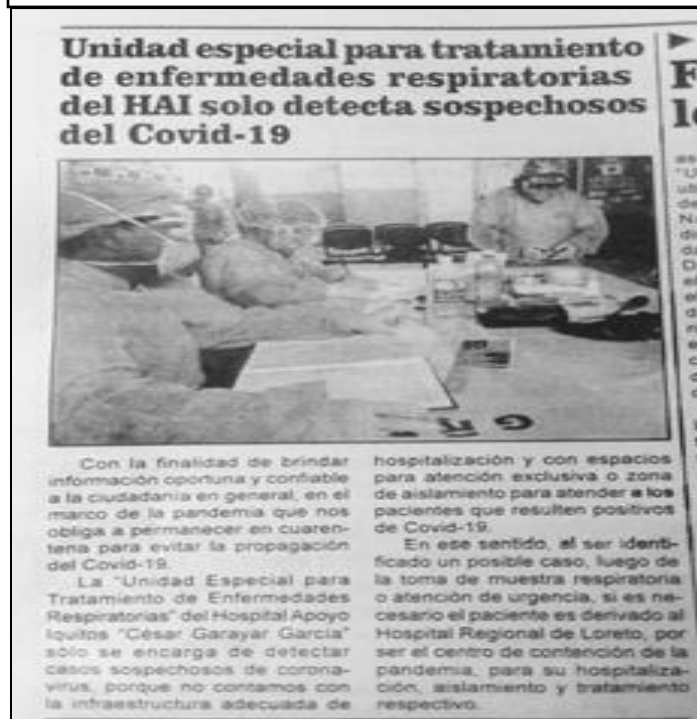 Unidad especial para tratamiento
de enfermedades respiratorias
del HAI solo detecta sospechosos
del Covid-19
Con la finalidad de brindar
información oportuna y confiable
a la ciudadanía en general, en el
marco de la pandemia que nos
obliga a permanecer en cuaren-
tena para evitar la propagación
del Covid-19.
La "Unidad Especial para
Tratamiento de Enfermedades
Respiratorias" del Hospital Apoyo
Iquitos "César Garayar García"
sólo se encarga de detectar
casos sospechosos de corona-
virus, porque no contamos con
la infraestructura adecuada de
hospitalización y con espacios
para atención exclusiva o zona
de aislamiento para atender a los
pacientes que resulten positivos
de Covid-19.
En ese sentido, al ser identi-
ficado un posible caso, luego de
la toma de muestra respiratoria
o atención de urgencia, si es ne-
cesario el paciente es derivado al
Hospital Regional de Loreto, por
ser el centro de contención de la
pandemia, para su hospitaliza-
ción, aislamiento y tratamiento
respectivo.